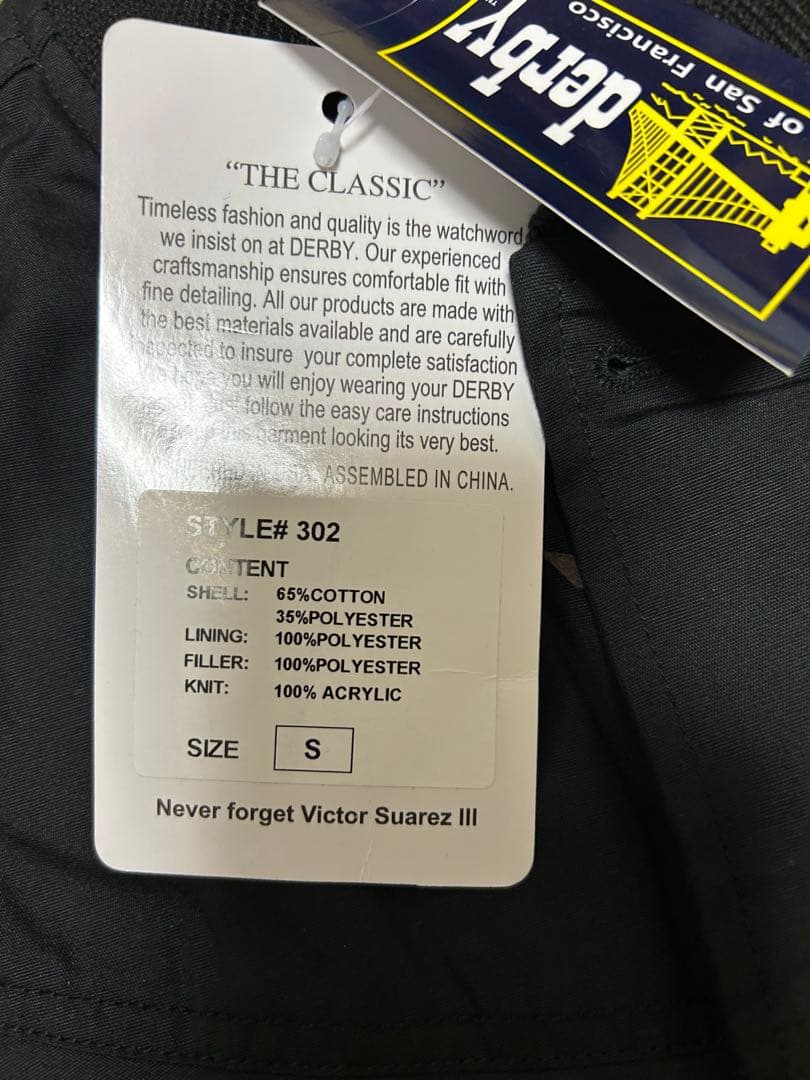 derby
of San Francisco
“THE CLASSIC”
Timeless fashion and quality is the watchword
we insist on at DERBY. Our experienced
craftsmanship ensures comfortable fit with
fine detailing. All our products are made with
the best materials available and are carefully
inspected to insure your complete satisfaction
you will enjoy wearing your DERBY
follow the easy care instructions
this garment looking its very best.
ASSEMBLED IN CHINA.
STYLE# 302
CONTENT
SHELL: 65%COTTON
35%POLYESTER
LINING: 100%POLYESTER
FILLER: 100%POLYESTER
KNIT: 100% ACRYLIC
SIZE S
Never forget Victor Suarez III